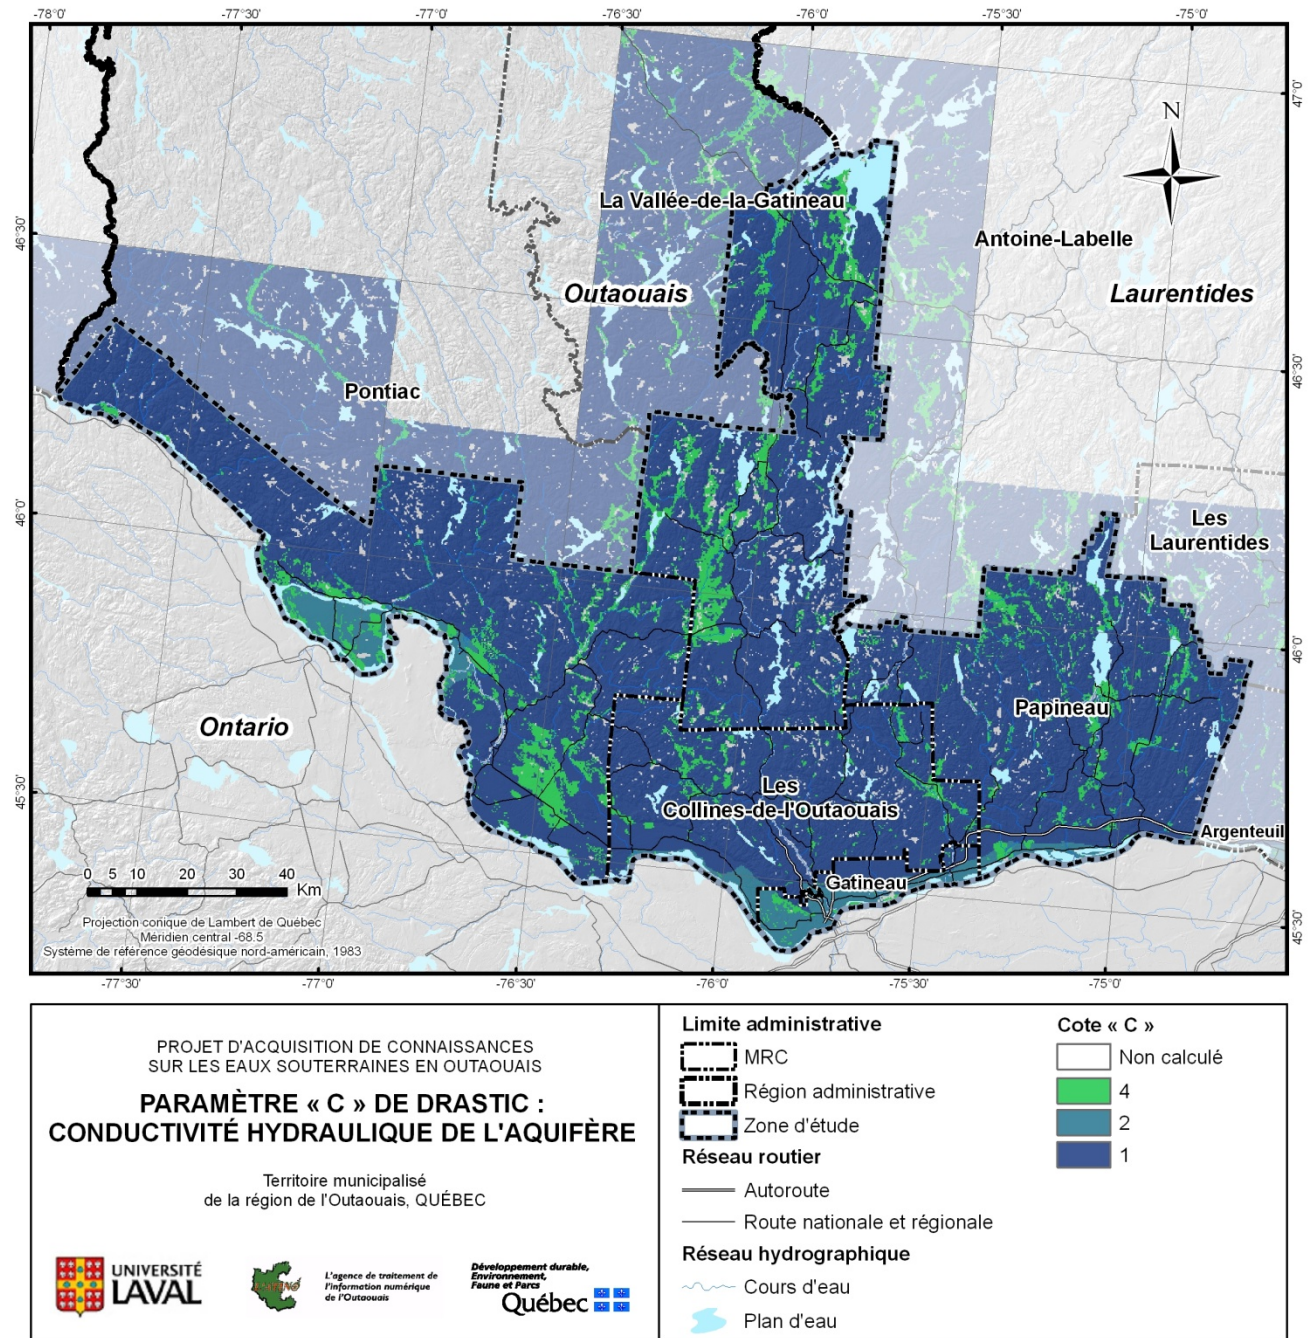 -78°0' -77°30' -77°0' -76°30' -76°0' -75°30' -75°0'
47°0'
N
La Vallée-de-la-Gatineau
46°30'
Antoine-Labelle
Outaouais
Laurentides
46°30'
Pontiac
46°0'
Les
Laurentides
46°0'
Ontario
Papineau
45°30'
Les
Collines-de-l'Outaouais
Argenteuil
Gatineau
0 5 10 20 30 40
Km
45°30'
Projection conique de Lambert de Québec
Méridien central -68.5
Système de référence géodésique nord-américain, 1983
-77°30' -77°0' -76°30' -76°0' -75°30' -75°0'
PROJET D'ACQUISITION DE CONNAISSANCES
SUR LES EAUX SOUTERRAINES EN OUTAOUAIS
PARAMÈTRE « C » DE DRASTIC :
CONDUCTIVITÉ HYDRAULIQUE DE L'AQUIFÈRE
Territoire municipalisé
de la région de l'Outaouais, QUÉBEC
UNIVERSITÉ
LAVAL
L'agence de traitement de
l'information numérique
de l'Outaouais
Développement durable,
Environnement,
Faune et Parcs
Québec
Limite administrative
MRC
Région administrative
Zone d'étude
Réseau routier
Autoroute
Route nationale et régionale
Réseau hydrographique
Cours d'eau
Plan d'eau
Cote « C »
Non calculé
4
2
1